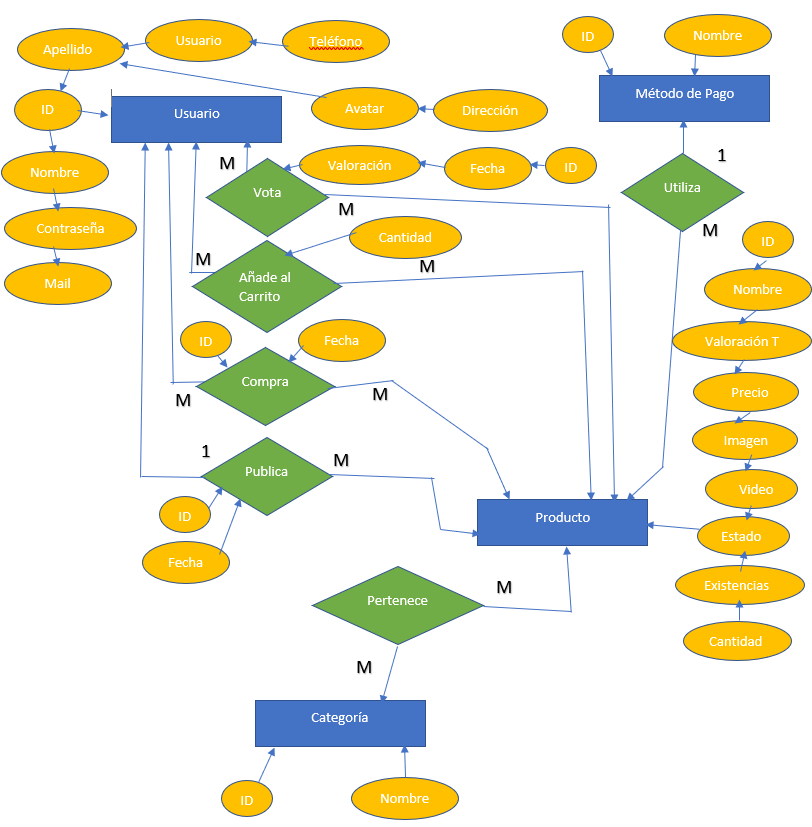 ID
Nombre
Usuario
Teléfono
Apellido
Método de Pago
ID
Avatar
Dirección
Usuario
1
M
Valoración
Fecha
ID
Nombre
Vota
Utiliza
M
M
Contraseña
Cantidad
ID
M
M
Mail
Añade al
Carrito
Nombre
ID
Fecha
Valoración T
Compra
M
M
Precio
1
M
Imagen
Publica
Video
ID
Producto
Estado
Fecha
M
Existencias
Pertenece
Cantidad
M
Categoría
ID
Nombre